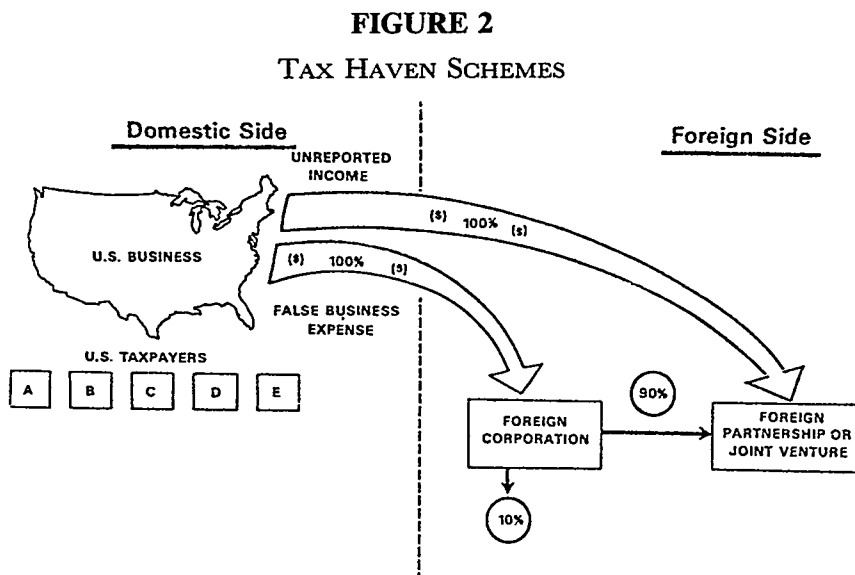 FIGURE 2
TAX HAVEN SCHEMES
Domestic Side
Foreign Side
UNREPORTED
INCOME
($) 100% ($)
U.S. BUSINESS
($) 100% ($)
FALSE BUSINESS
EXPENSE
U.S. TAXPAYERS
A B C D E
FOREIGN
CORPORATION
90%
FOREIGN
PARTNERSHIP OR
JOINT VENTURE
10%